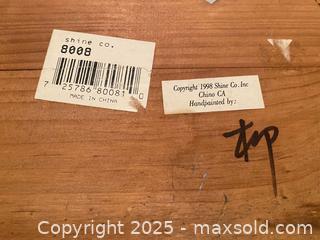 shine co.
8008
7 25786 80081 0
MADE IN CHINA
Copyright 1998 Shine Co. Inc
Chino CA
Handpainted by:
Copyright © 2025 - maxsold.com